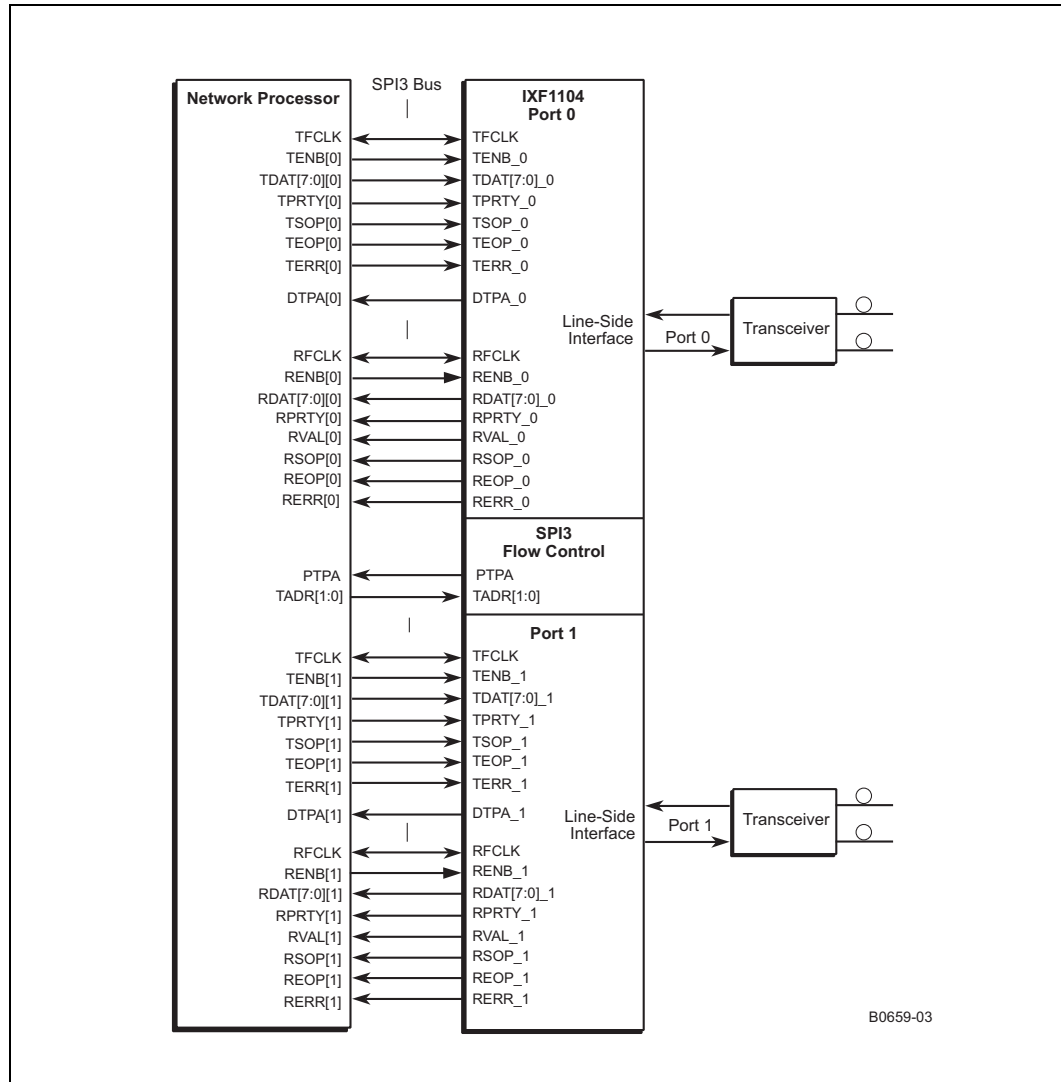 SPI3 Bus
Network Processor
IXF1104
Port 0
TFCLK TFCLK
TENB[0] TENB_0
TDAT[7:0][0] TDAT[7:0]_0
TPRTY[0] TPRTY_0
TSOP[0] TSOP_0
TEOP[0] TEOP_0
TERR[0] TERR_0
DTPA[0] DTPA_0
Line-Side
Interface
Port 0
Transceiver
RFCLK RFCLK
RENB[0] RENB_0
RDAT[7:0][0] RDAT[7:0]_0
RPRTY[0] RPRTY_0
RVAL[0] RVAL_0
RSOP[0] RSOP_0
REOP[0] REOP_0
RERR[0] RERR_0
SPI3
Flow Control
PTPA PTPA
TADR[1:0] TADR[1:0]
Port 1
TFCLK TFCLK
TENB[1] TENB_1
TDAT[7:0][1] TDAT[7:0]_1
TPRTY[1] TPRTY_1
TSOP[1] TSOP_1
TEOP[1] TEOP_1
TERR[1] TERR_1
DTPA[1] DTPA_1
Line-Side
Interface
Port 1
Transceiver
RFCLK RFCLK
RENB[1] RENB_1
RDAT[7:0][1] RDAT[7:0]_1
RPRTY[1] RPRTY_1
RVAL[1] RVAL_1
RSOP[1] RSOP_1
REOP[1] REOP_1
RERR[1] RERR_1
B0659-03